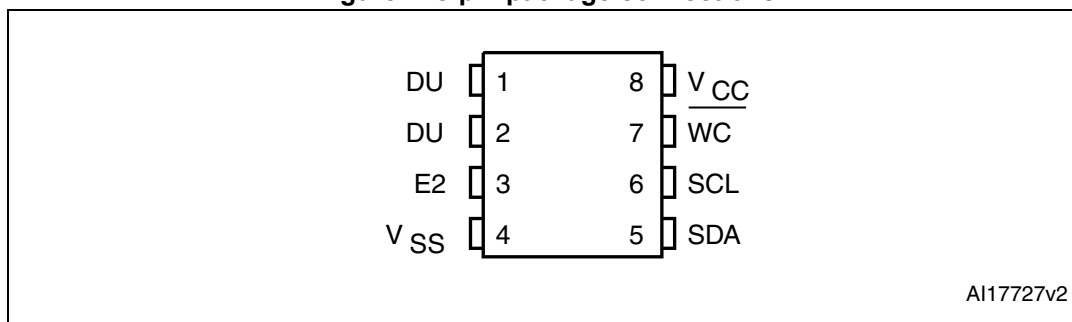 DU 1 8 V CC
DU 2 7 WC
E2 3 6 SCL
V SS 4 5 SDA
AI17727v2